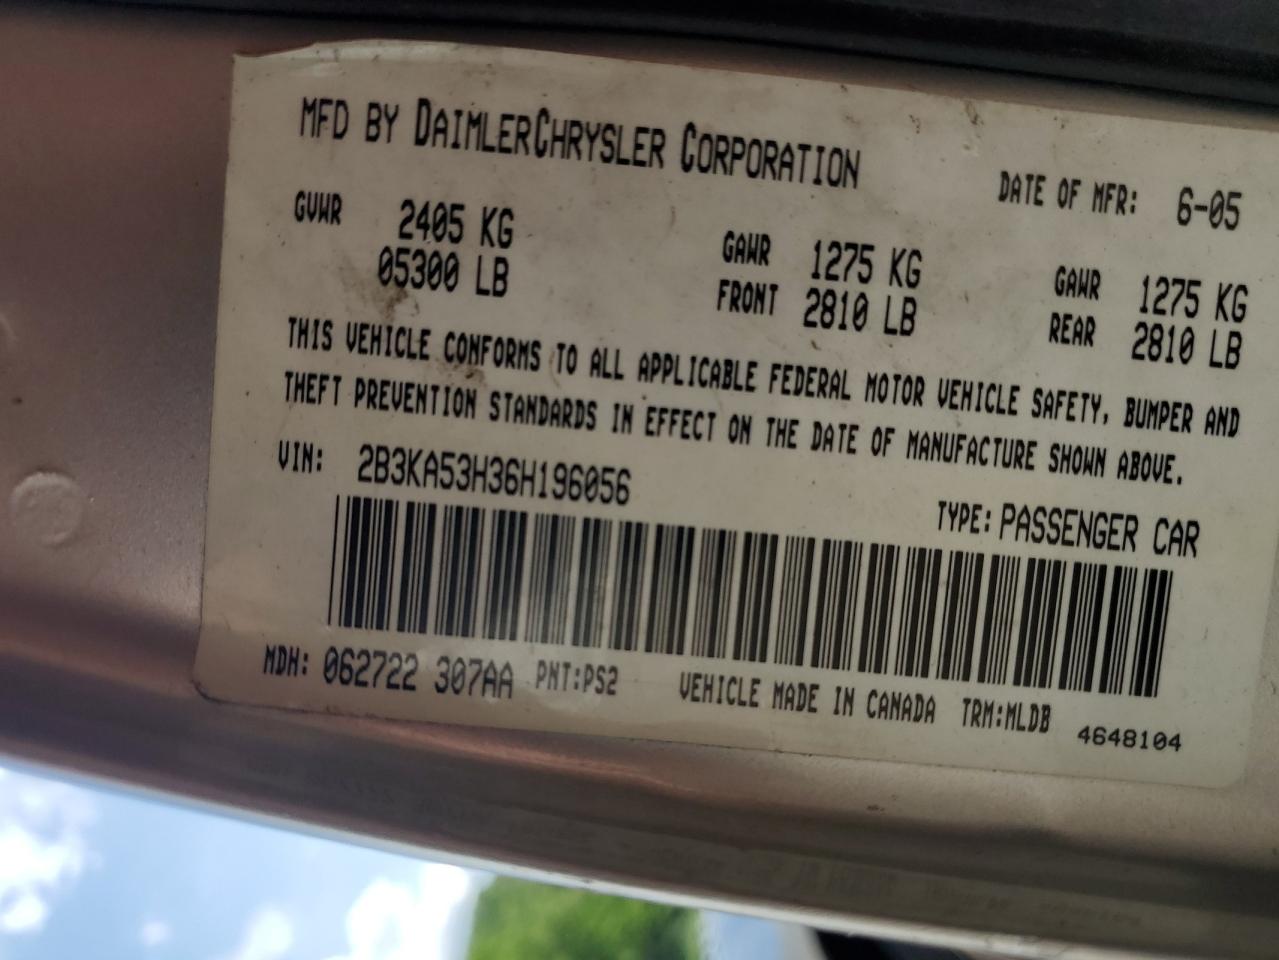 MFD BY DAIMLERCHRYSLER CORPORATION
DATE OF MFR: 6-05
GVWR 2405 KG
05300 LB
GAWR FRONT 1275 KG
2810 LB
GAWR REAR 1275 KG
2810 LB
THIS VEHICLE CONFORMS TO ALL APPLICABLE FEDERAL MOTOR VEHICLE SAFETY, BUMPER AND
THEFT PREVENTION STANDARDS IN EFFECT ON THE DATE OF MANUFACTURE SHOWN ABOVE.
VIN: 2B3KA53H36H196056
TYPE: PASSENGER CAR
MDH: 062722 307AA PNT:PS2 VEHICLE MADE IN CANADA TRM:MLDB 4648104